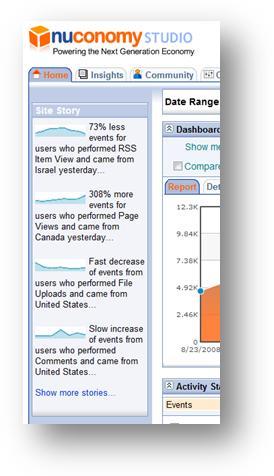 nuconomy STUDIO
Powering the Next Generation Economy
Home Insights Community
Site Story
73% less
events for
users who performed RSS
Item View and came from
Israel yesterday...
308% more
events for
users who performed Page
Views and came from
Canada yesterday...
Fast decrease
of events from
users who performed File
Uploads and came from
United States...
Slow increase
of events from
users who performed
Comments and came from
United States...
Show more stories...
Date Range
Dashboard
Show me
Compare
Report Det
12.3K
9.84K
7.38K
4.92K
2.46K
0.00
8/23/2008
Activity Sta
Events